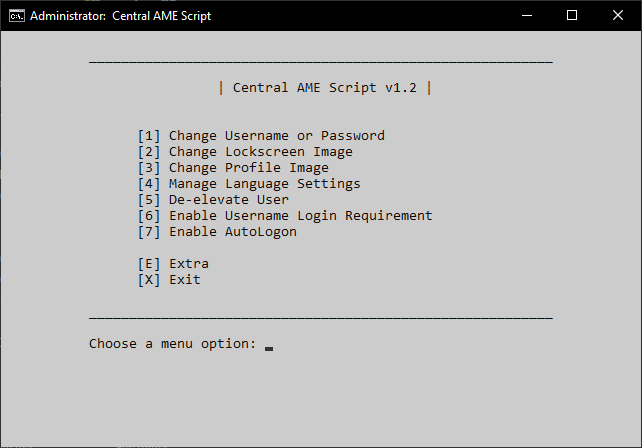 Administrator: Central AME Script
| Central AME Script v1.2 |
[1] Change Username or Password
[2] Change Lockscreen Image
[3] Change Profile Image
[4] Manage Language Settings
[5] De-elevate User
[6] Enable Username Login Requirement
[7] Enable AutoLogon
[E] Extra
[X] Exit
Choose a menu option: